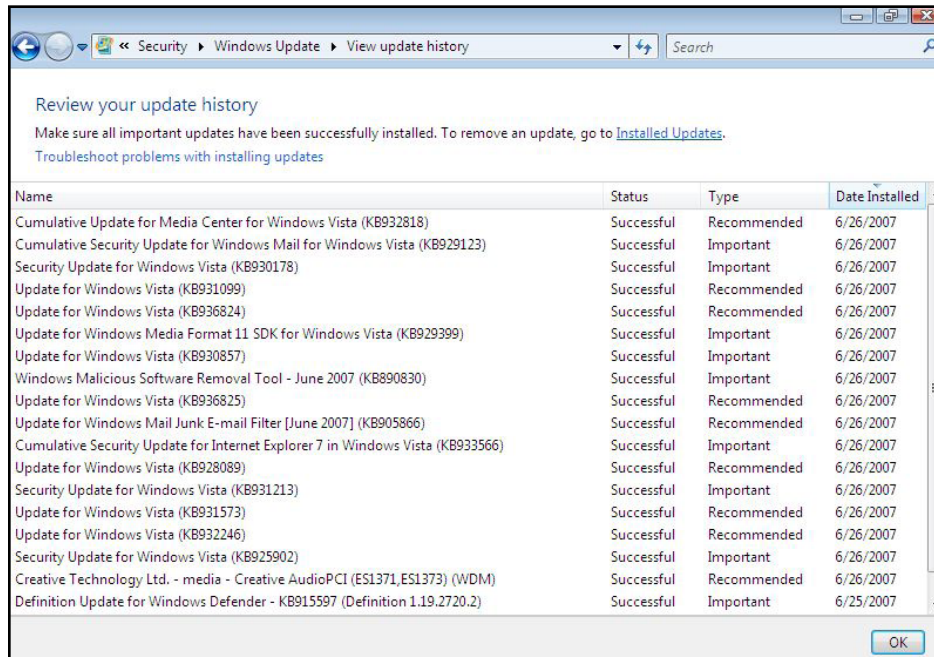 « Security ▸ Windows Update ▸ View update history
Search
Review your update history
Make sure all important updates have been successfully installed. To remove an update, go to Installed Updates.
Troubleshoot problems with installing updates
Name Status Type Date Installed
Cumulative Update for Media Center for Windows Vista (KB932818) Successful Recommended 6/26/2007
Cumulative Security Update for Windows Mail for Windows Vista (KB929123) Successful Important 6/26/2007
Security Update for Windows Vista (KB930178) Successful Important 6/26/2007
Update for Windows Vista (KB931099) Successful Recommended 6/26/2007
Update for Windows Vista (KB936824) Successful Recommended 6/26/2007
Update for Windows Media Format 11 SDK for Windows Vista (KB929399) Successful Important 6/26/2007
Update for Windows Vista (KB930857) Successful Important 6/26/2007
Windows Malicious Software Removal Tool - June 2007 (KB890830) Successful Important 6/26/2007
Update for Windows Vista (KB936825) Successful Recommended 6/26/2007
Update for Windows Mail Junk E-mail Filter [June 2007] (KB905866) Successful Recommended 6/26/2007
Cumulative Security Update for Internet Explorer 7 in Windows Vista (KB933566) Successful Important 6/26/2007
Update for Windows Vista (KB928089) Successful Recommended 6/26/2007
Security Update for Windows Vista (KB931213) Successful Important 6/26/2007
Update for Windows Vista (KB931573) Successful Recommended 6/26/2007
Update for Windows Vista (KB932246) Successful Recommended 6/26/2007
Security Update for Windows Vista (KB925902) Successful Important 6/26/2007
Creative Technology Ltd. - media - Creative AudioPCI (ES1371,ES1373) (WDM) Successful Recommended 6/26/2007
Definition Update for Windows Defender - KB915597 (Definition 1.19.2720.2) Successful Important 6/25/2007
OK